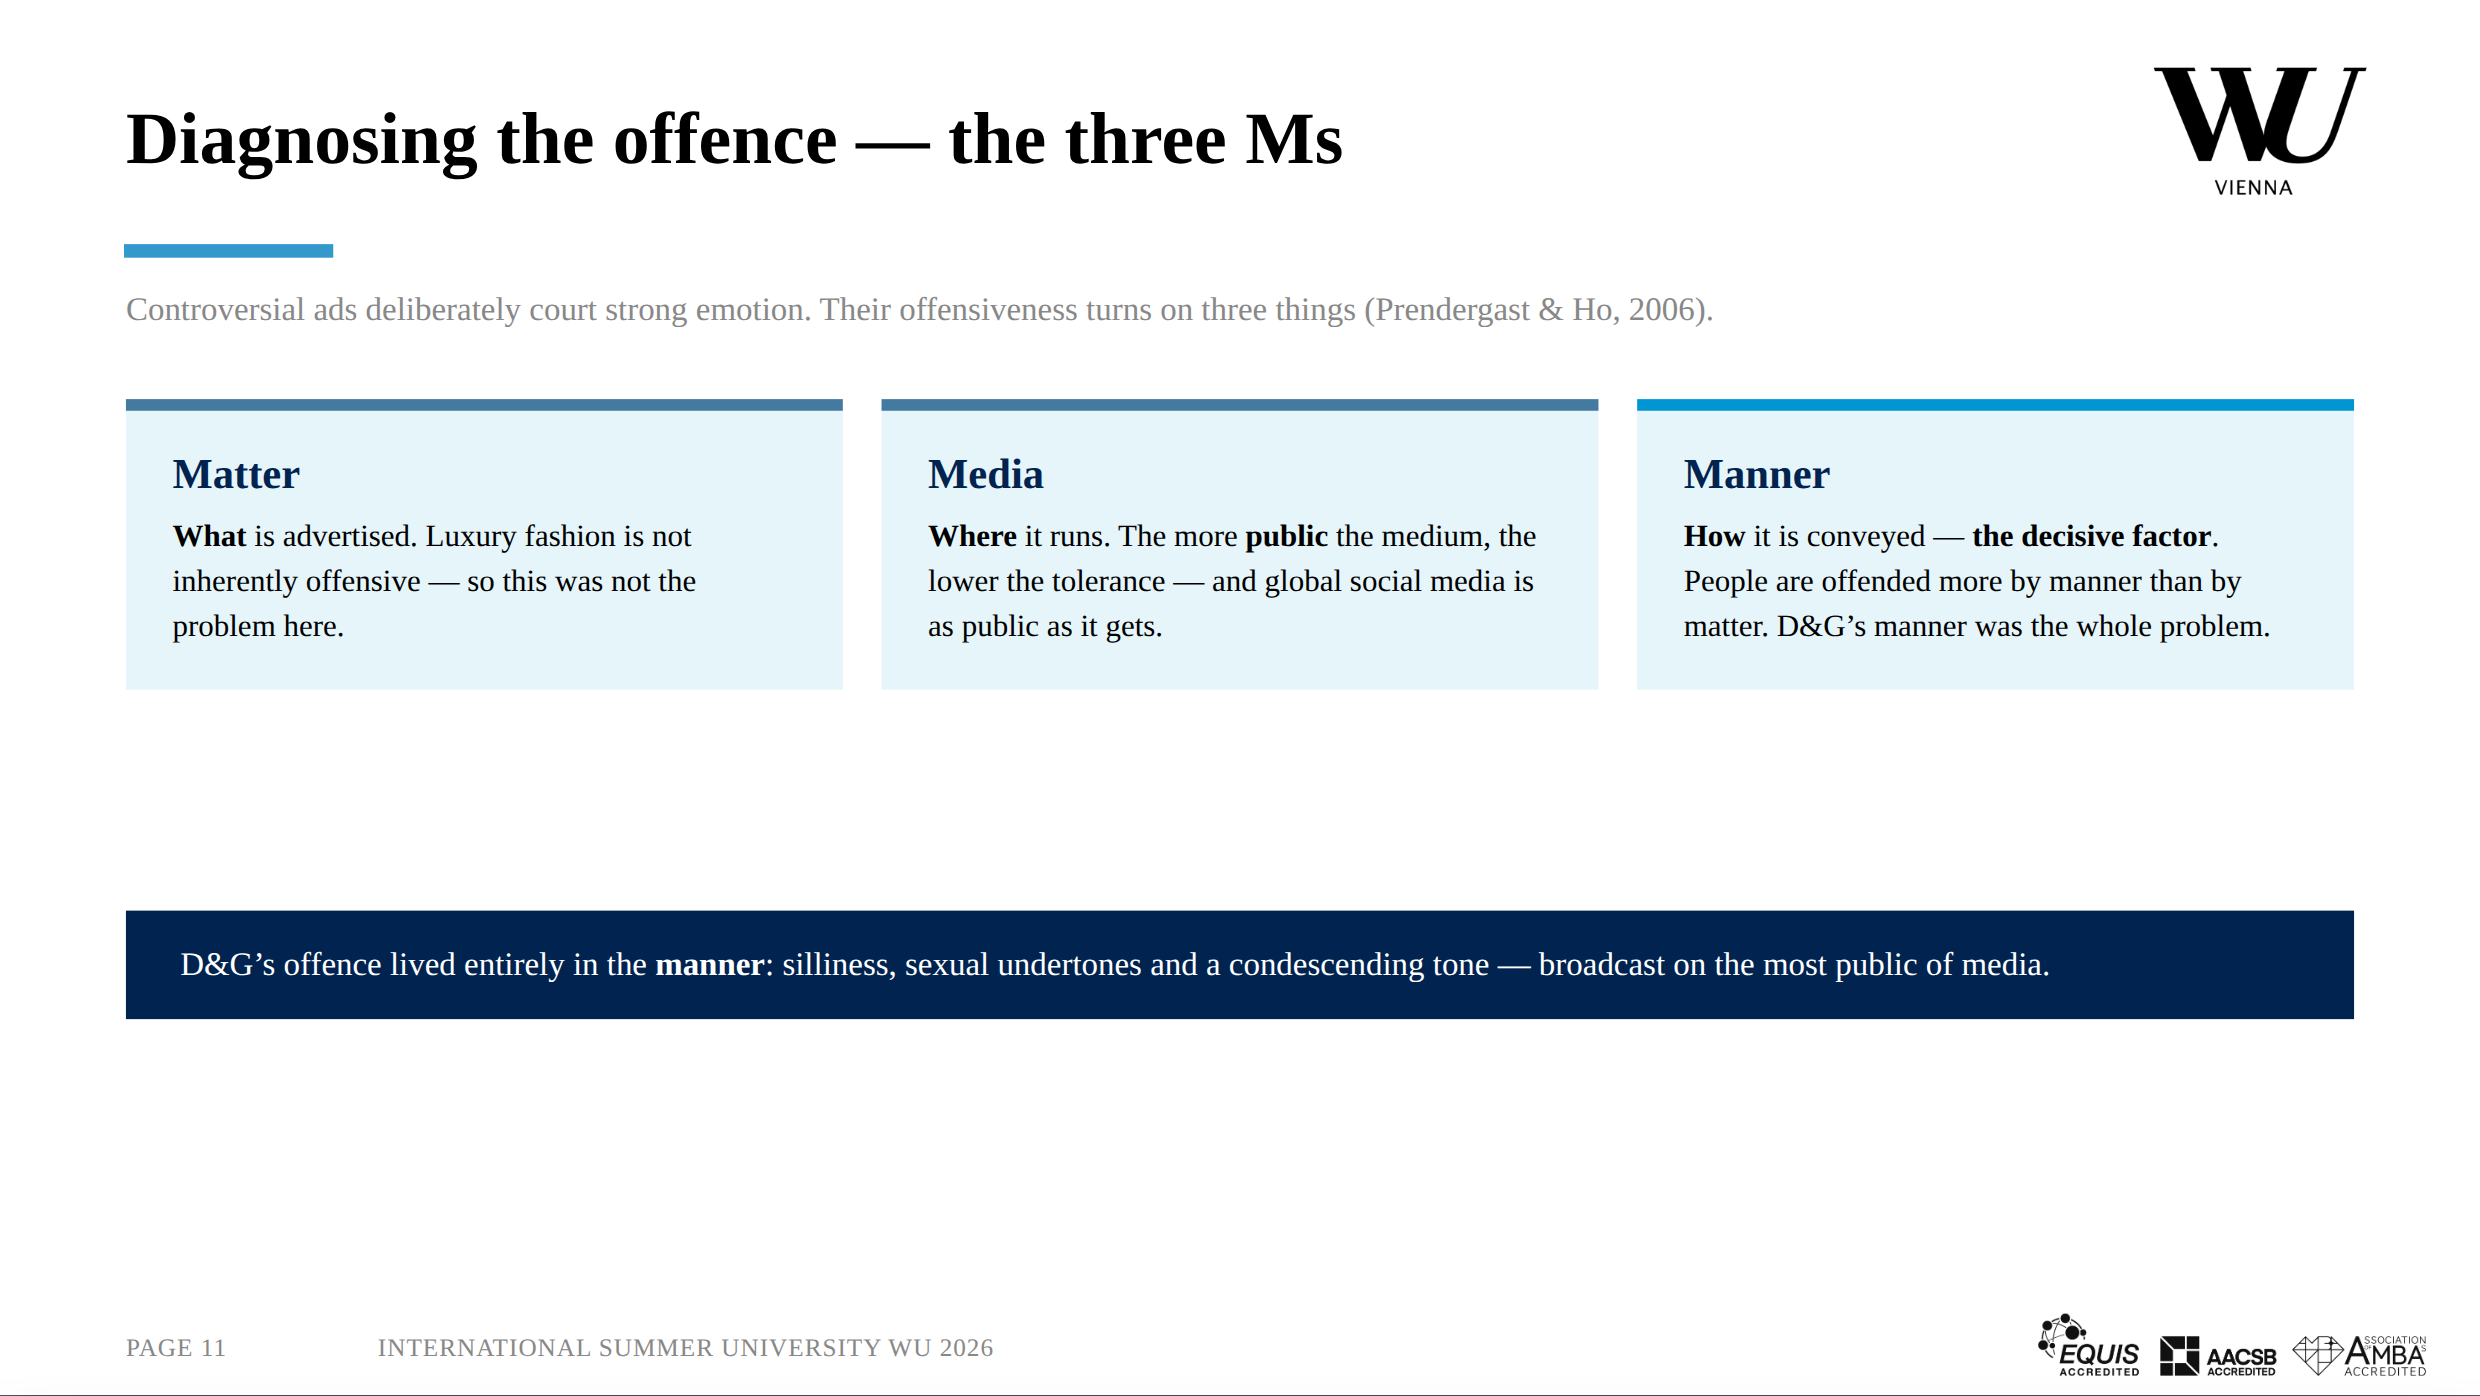 Diagnosing the offence — the three Ms
WU
VIENNA
Controversial ads deliberately court strong emotion. Their offensiveness turns on three things (Prendergast & Ho, 2006).
Matter
What is advertised. Luxury fashion is not
inherently offensive — so this was not the
problem here.
Media
Where it runs. The more public the medium, the
lower the tolerance — and global social media is
as public as it gets.
Manner
How it is conveyed — the decisive factor.
People are offended more by manner than by
matter. D&G’s manner was the whole problem.
D&G’s offence lived entirely in the manner: silliness, sexual undertones and a condescending tone — broadcast on the most public of media.
PAGE 11
INTERNATIONAL SUMMER UNIVERSITY WU 2026
EQUIS
ACCREDITED
AACSB
ACCREDITED
ASSOCIATION
OF
AMBAS
ACCREDITED